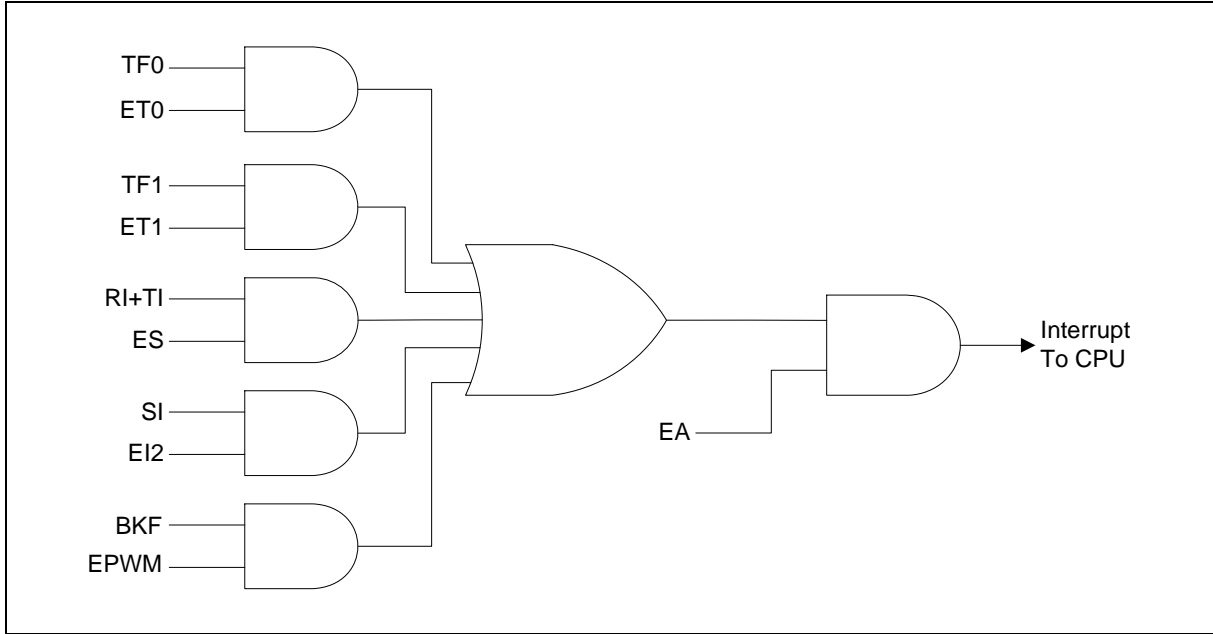 TF0
ET0
TF1
ET1
RI+TI
ES
SI
EI2
BKF
EPWM
EA
Interrupt
To CPU